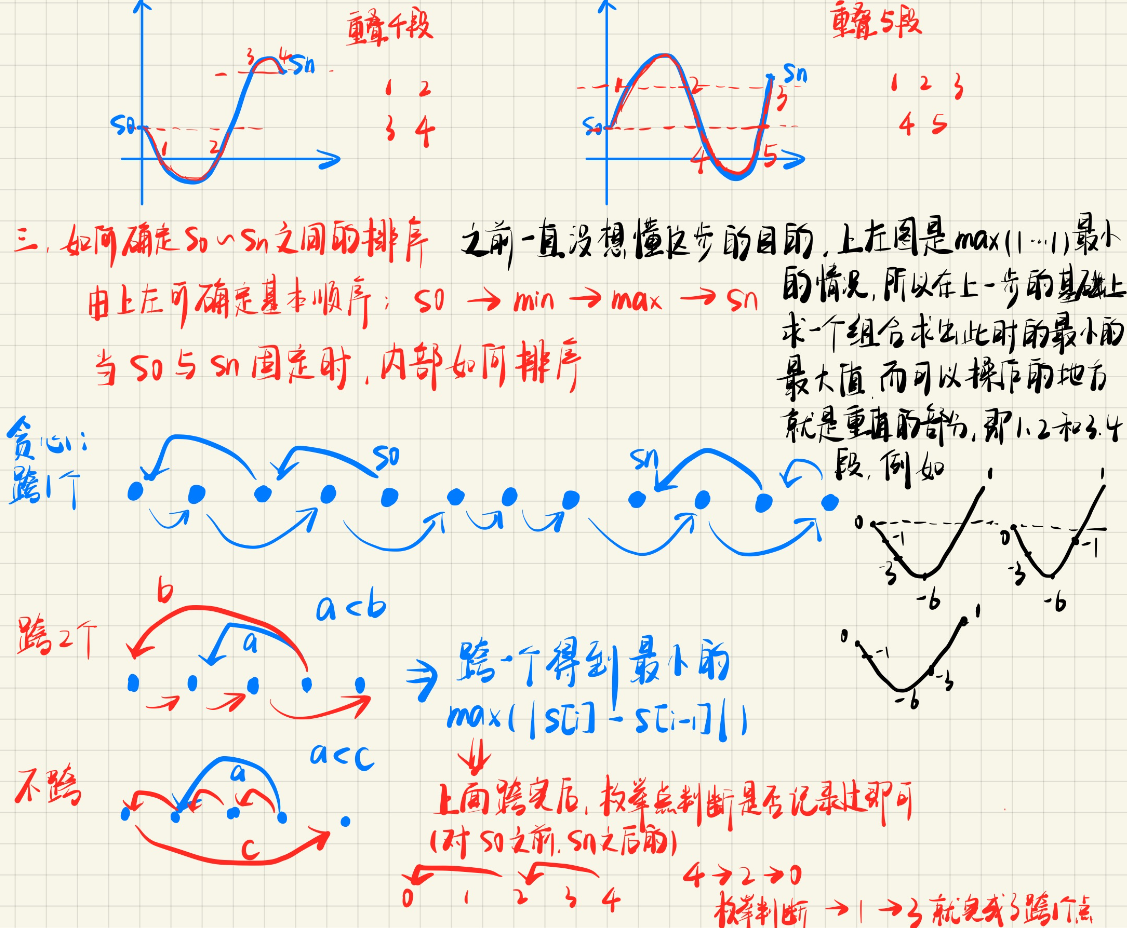 重叠4段
3 4 Sn
1 2
3 4
S0
1 2
重叠5段
1 2 Sn
3
1 2 3
4 5
S0
4 5
三、如何确定S0~Sn之间的排序
由上左可确定基本顺序: S0 → min → max → Sn
当S0与Sn固定时,内部如何排序
之前一直没想懂这步的目的,上左图是max(|…|)最小
的情况,所以在上一步的基础上
求一个组合求出此时的最小的
最大值,而可以操作的地方
就是重叠的部分,即1.2和3.4
段,例如
贪心:
跨1个
S0
Sn
0 -1 -3 -6 1
0 -3 -6 -1 1
0 -1 -6 -3 1
跨2个
b
a
a<b
⇒ 跨一个得到最小的
max(|S[i]-S[i-1]|)
⇓
不跨
a
c
a<c
上面跨完后,枚举点判断是否记录过即可
(对S0之前,Sn之后的)
0 1 2 3 4
4→2→0
枚举判断 →1→3 就完成了跨1个点